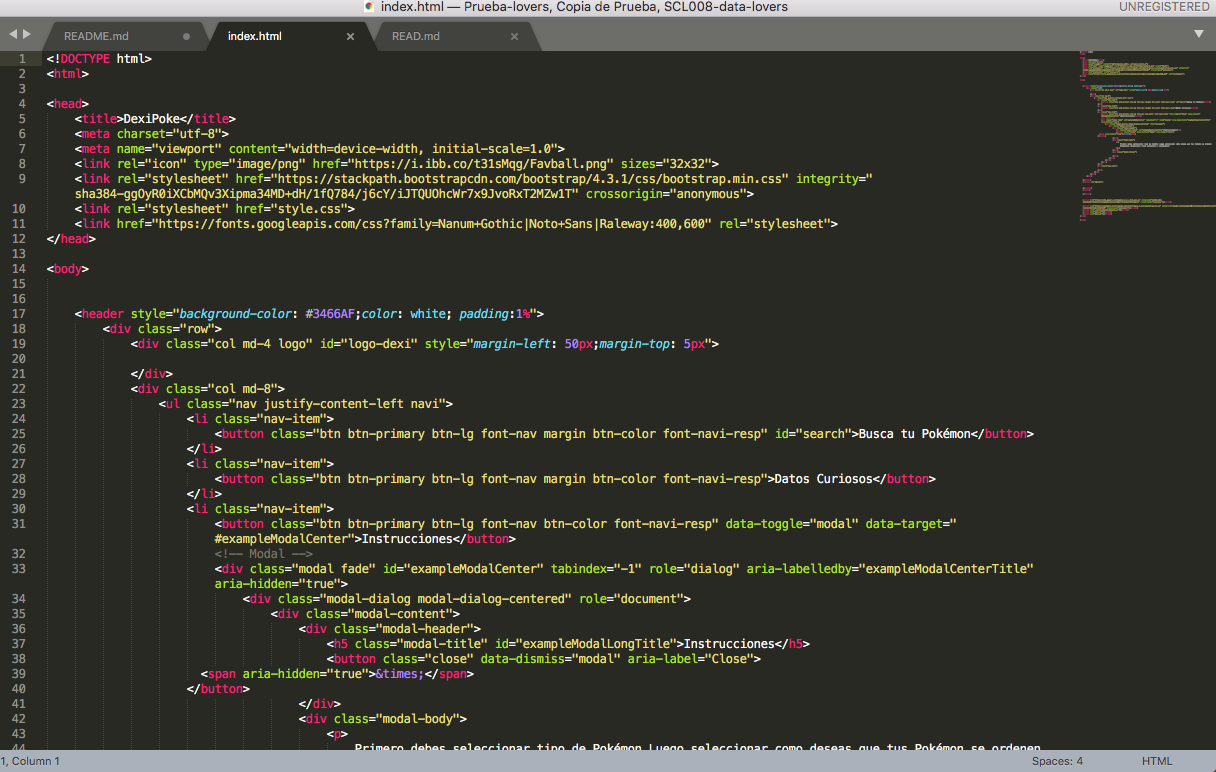 index.html — Prueba-lovers, Copia de Prueba, SCL008-data-lovers
UNREGISTERED
README.md
index.html
READ.md
1 <!DOCTYPE html>
2 <html>
3
4 <head>
5 <title>DexiPoke</title>
6 <meta charset="utf-8">
7 <meta name="viewport" content="width=device-width, initial-scale=1.0">
8 <link rel="icon" type="image/png" href="https://i.ibb.co/t31sMqg/Favball.png" sizes="32x32">
9 <link rel="stylesheet" href="https://stackpath.bootstrapcdn.com/bootstrap/4.3.1/css/bootstrap.min.css" integrity="
sha384-ggOyR0iXCbMQv3Xipma34MD+dH/1fQ784/j6cY/iJTQUOhcWr7x9JvoRxT2MZw1T" crossorigin="anonymous">
10 <link rel="stylesheet" href="style.css">
11 <link href="https://fonts.googleapis.com/css?family=Nanum+Gothic|Noto+Sans|Raleway:400,600" rel="stylesheet">
12 </head>
13
14 <body>
15
16
17 <header style="background-color: #3466AF;color: white; padding:1%">
18 <div class="row">
19 <div class="col md-4 logo" id="logo-dexi" style="margin-left: 50px;margin-top: 5px">
20
21 </div>
22 <div class="col md-8">
23 <ul class="nav justify-content-left navi">
24 <li class="nav-item">
25 <button class="btn btn-primary btn-lg font-nav margin btn-color font-navi-resp" id="search">Busca tu Pokémon</button>
26 </li>
27 <li class="nav-item">
28 <button class="btn btn-primary btn-lg font-nav margin btn-color font-navi-resp">Datos Curiosos</button>
29 </li>
30 <li class="nav-item">
31 <button class="btn btn-primary btn-lg font-nav btn-color font-navi-resp" data-toggle="modal" data-target="
#exampleModalCenter">Instrucciones</button>
32 <!-- Modal -->
33 <div class="modal fade" id="exampleModalCenter" tabindex="-1" role="dialog" aria-labelledby="exampleModalCenterTitle"
aria-hidden="true">
34 <div class="modal-dialog modal-dialog-centered" role="document">
35 <div class="modal-content">
36 <div class="modal-header">
37 <h5 class="modal-title" id="exampleModalLongTitle">Instrucciones</h5>
38 <button class="close" data-dismiss="modal" aria-label="Close">
39 <span aria-hidden="true">&times;</span>
40 </button>
41 </div>
42 <div class="modal-body">
43 <p>
44 Primero debes seleccionar tipo de Pokémon.Luego seleccionar como deseas que tus Pokémon se ordenen
1, Column 1
Spaces: 4
HTML